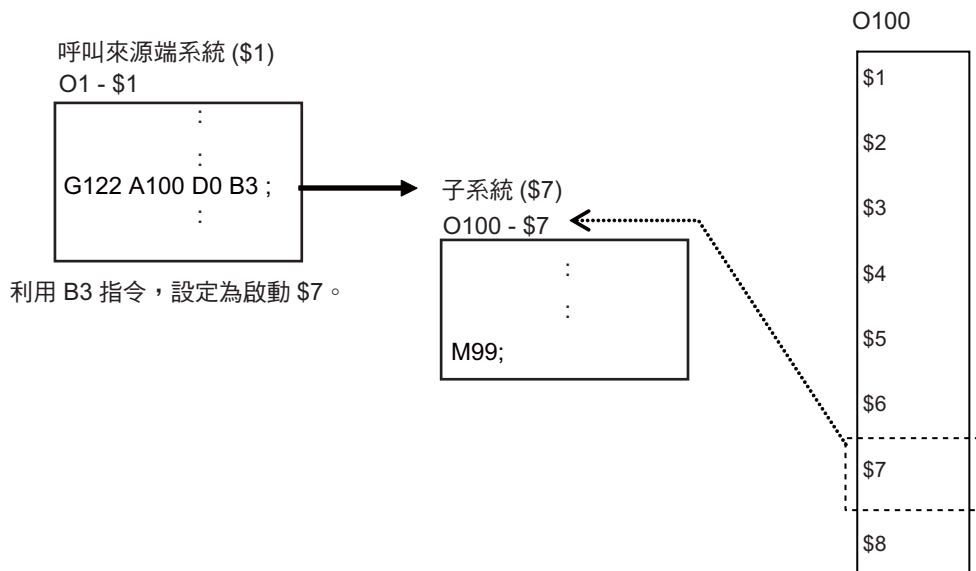 呼叫來源端系統 ($1)
O1 - $1
:
:
G122 A100 D0 B3 ;
:
利用 B3 指令，設定為啟動 $7。
子系統 ($7)
O100 - $7
:
:
M99;
O100
$1
$2
$3
$4
$5
$6
$7
$8